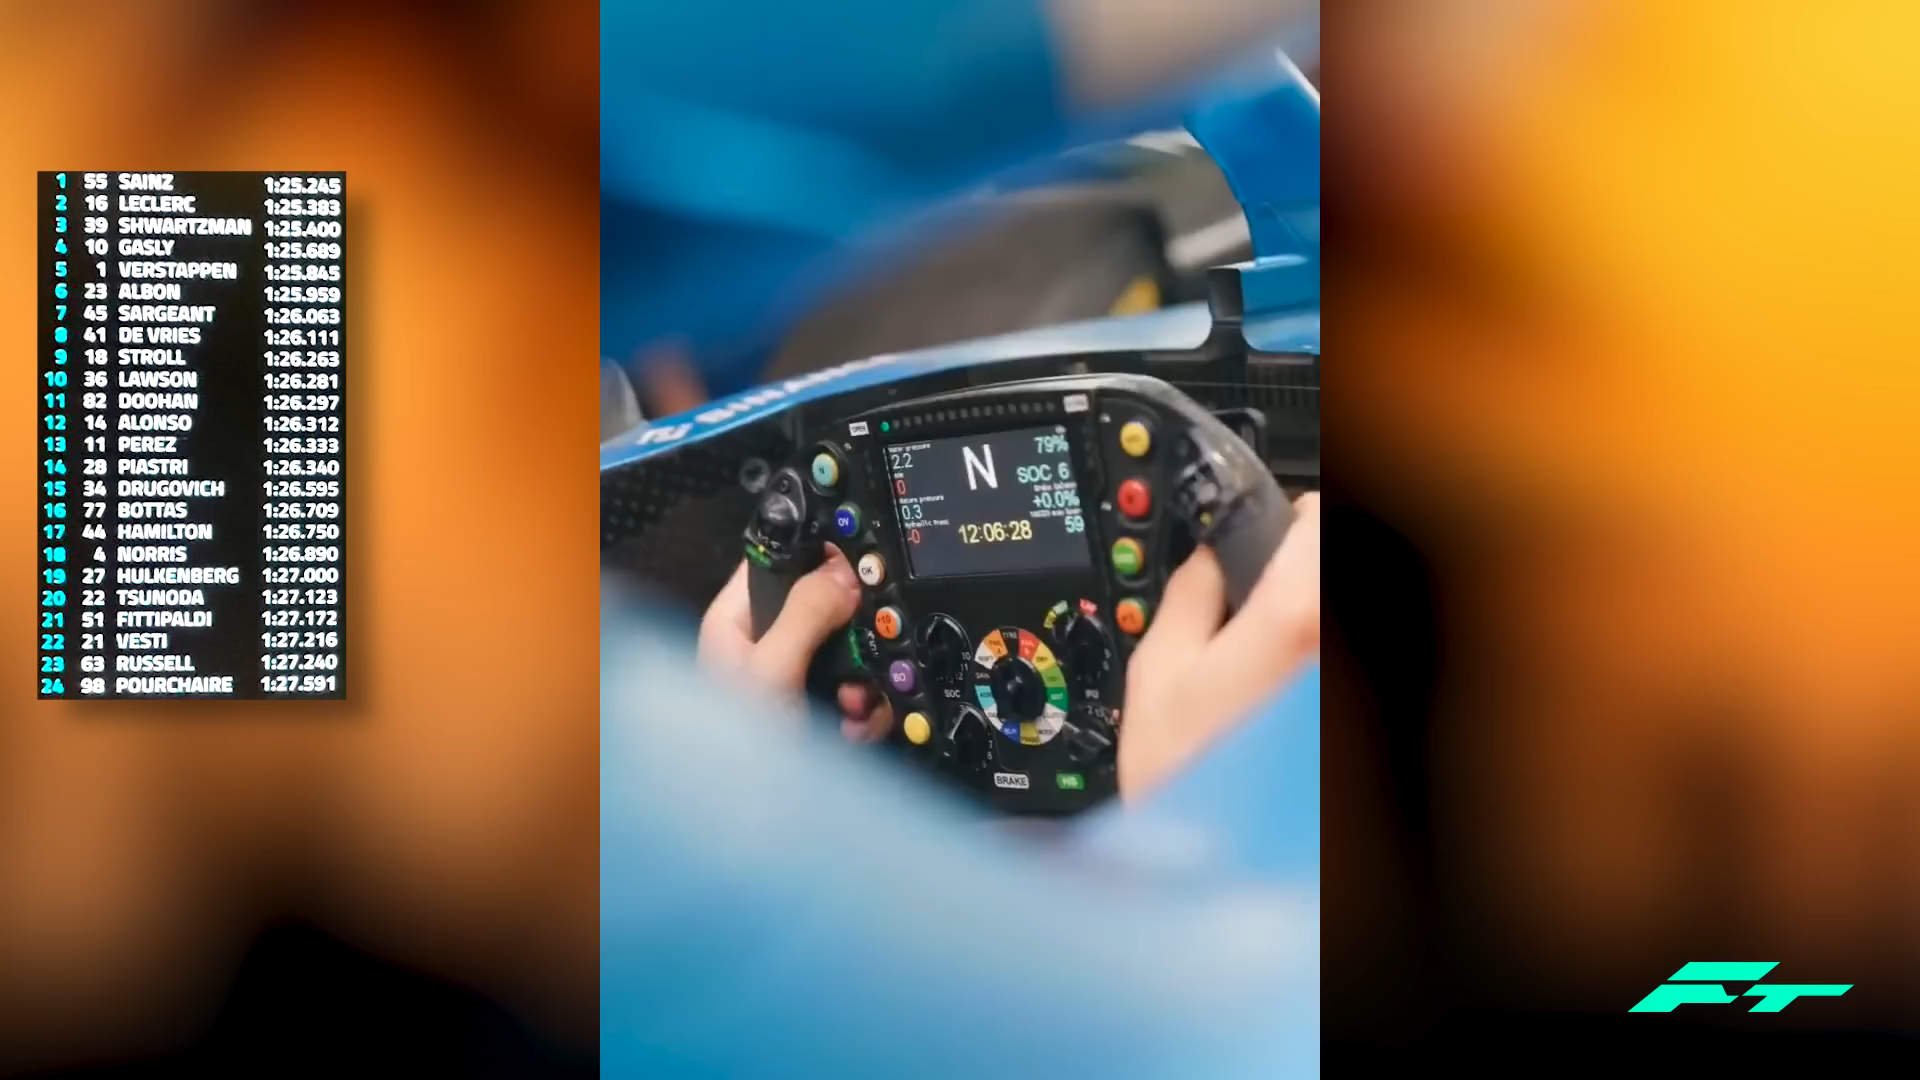 1 55 SAINZ 1:25.245
2 16 LECLERC 1:25.383
3 39 SHWARTZMAN 1:25.400
4 10 GASLY 1:25.689
5 1 VERSTAPPEN 1:25.845
6 23 ALBON 1:25.959
7 45 SARGEANT 1:26.063
8 41 DE VRIES 1:26.111
9 18 STROLL 1:26.263
10 36 LAWSON 1:26.281
11 82 DOOHAN 1:26.297
12 14 ALONSO 1:26.312
13 11 PEREZ 1:26.333
14 28 PIASTRI 1:26.340
15 34 DRUGOVICH 1:26.595
16 77 BOTTAS 1:26.709
17 44 HAMILTON 1:26.750
18 4 NORRIS 1:26.890
19 27 HULKENBERG 1:27.000
20 22 TSUNODA 1:27.123
21 51 FITTIPALDI 1:27.172
22 21 VESTI 1:27.216
23 63 RUSSELL 1:27.240
24 98 POURCHAIRE 1:27.591
OPEN
79%
2.2
N
SOC 6
0
+0.0%
0.3
59
-0
12:06:28
N
OV
OK
+10
BO
SOC
BRAKE
HS
FT